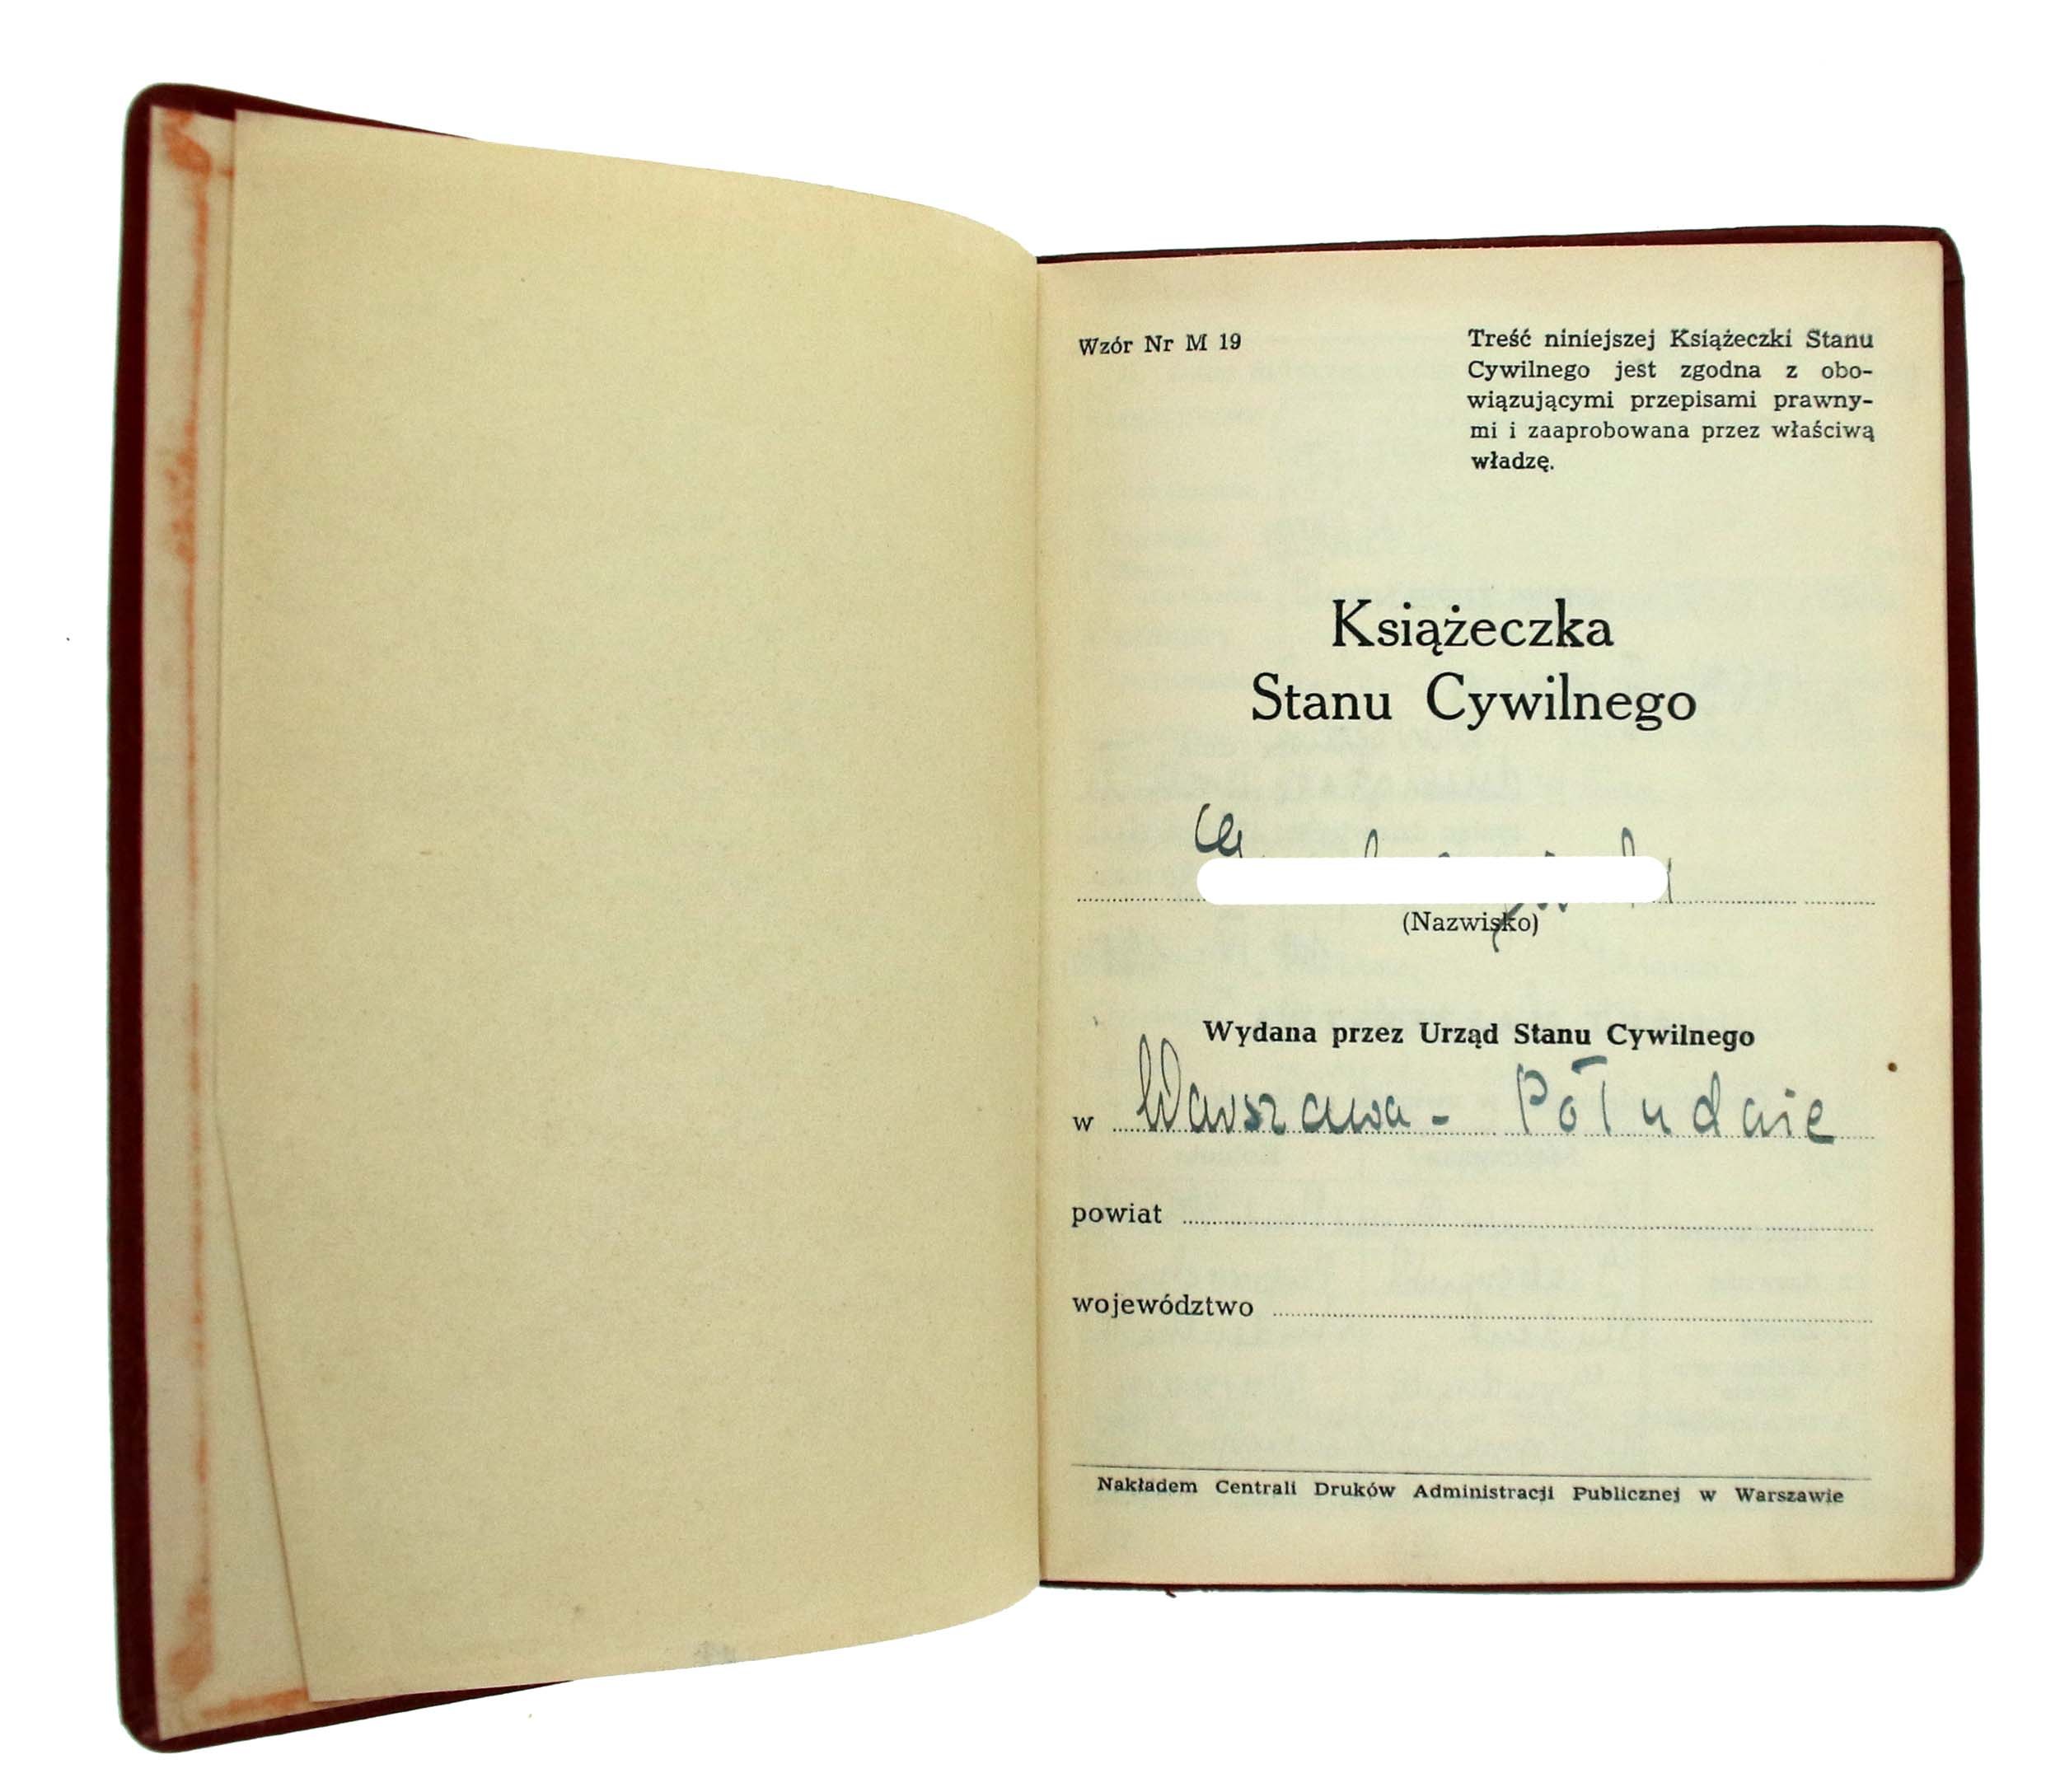 Wzór Nr M 19
Treść niniejszej Książeczki Stanu
Cywilnego jest zgodna z obo-
wiązującymi przepisami prawny-
mi i zaaprobowana przez właściwą
władzę.
Książeczka
Stanu Cywilnego
(Nazwisko)
Wydana przez Urząd Stanu Cywilnego
w Warszawa - Południe
powiat
województwo
Nakładem Centrali Druków Administracji Publicznej w Warszawie